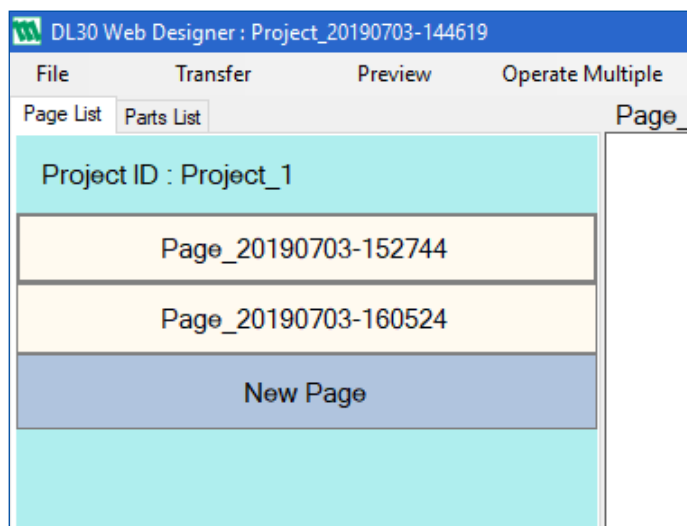 DL30 Web Designer : Project_20190703-144619
File Transfer Preview Operate Multiple
Page List Parts List Page_
Project ID : Project_1
Page_20190703-152744
Page_20190703-160524
New Page